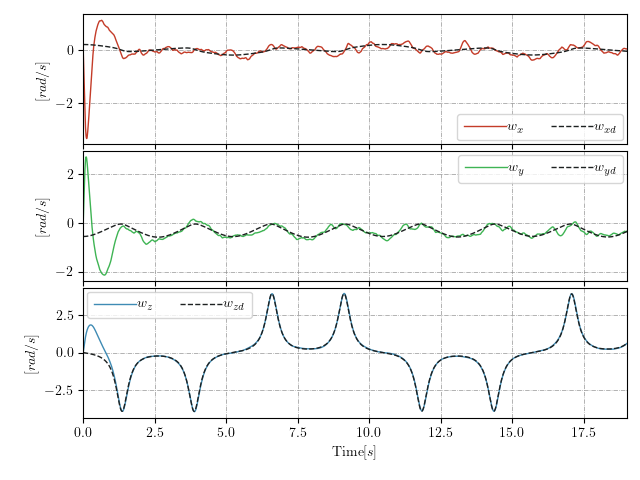 0
−2
[rad/s]
w_x w_xd
2
0
−2
[rad/s]
w_y w_yd
2.5
0.0
−2.5
[rad/s]
w_z w_zd
0.0 2.5 5.0 7.5 10.0 12.5 15.0 17.5
Time[s]